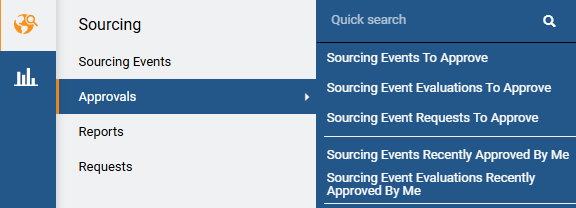 Sourcing
Sourcing Events
Approvals
Reports
Requests
Quick search
Sourcing Events To Approve
Sourcing Event Evaluations To Approve
Sourcing Event Requests To Approve
Sourcing Events Recently Approved By Me
Sourcing Event Evaluations Recently
Approved By Me